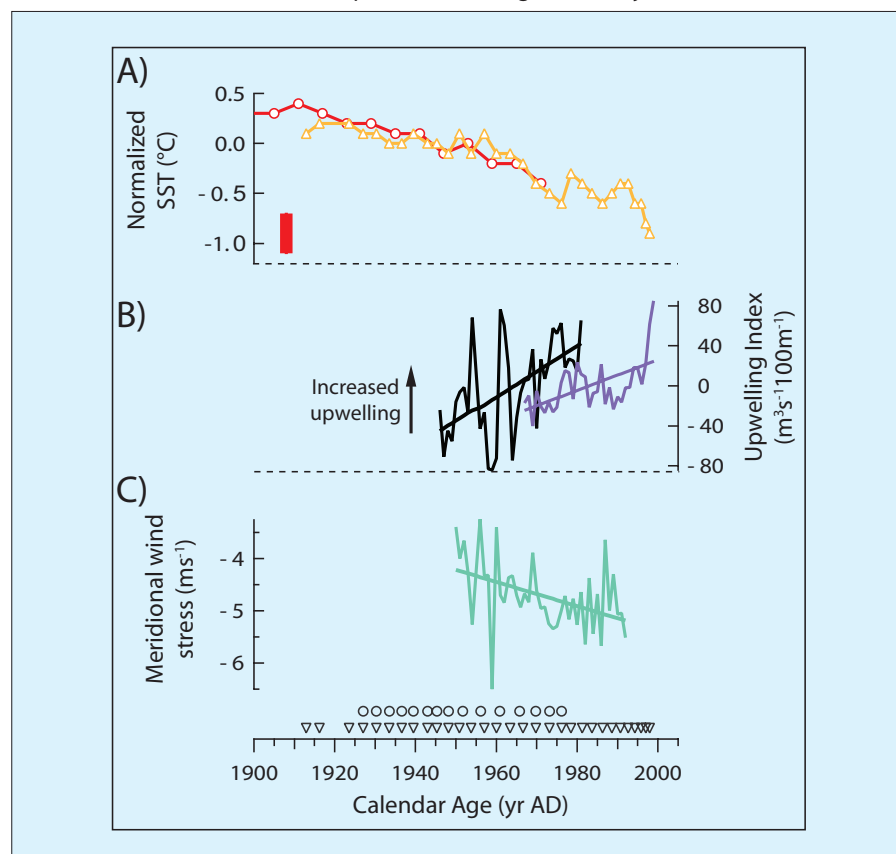 A)
0.5
0.0
- 0.5
-1.0
Normalized
SST (°C)
B)
Increased
upwelling
80
40
0
- 40
- 80
Upwelling Index
(m³s⁻¹100m⁻¹)
C)
- 4
- 5
- 6
Meridional wind
stress (ms⁻¹)
1900 1920 1940 1960 1980 2000
Calendar Age (yr AD)